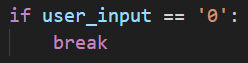 if user_input == '0':
    break